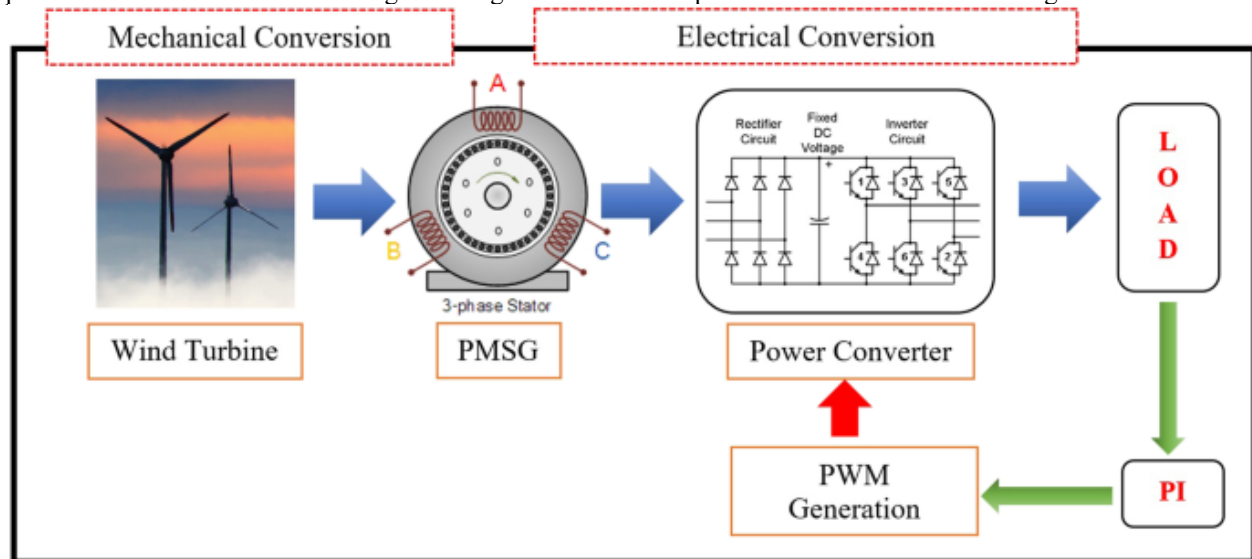 Mechanical Conversion
Electrical Conversion
A
B
C
3-phase Stator
Rectifier
Circuit
Fixed
DC
Voltage
+
Inverter
Circuit
1
3
5
4
6
2
L
O
A
D
Wind Turbine
PMSG
Power Converter
PWM
Generation
PI